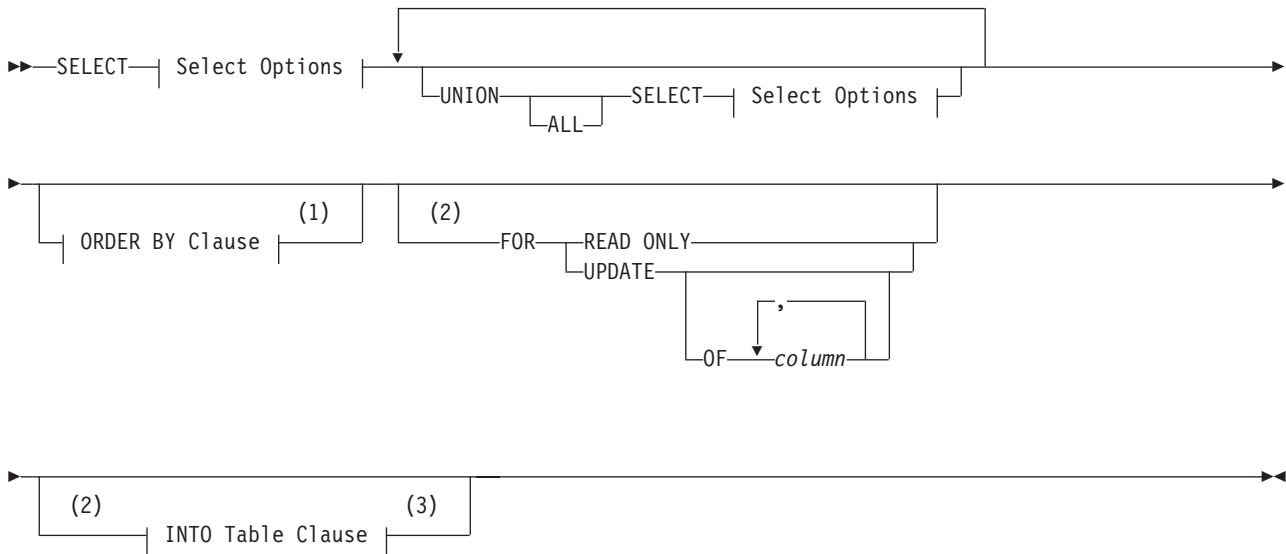 SELECT Select Options
UNION SELECT Select Options
ALL
(1) (2)
ORDER BY Clause FOR READ ONLY
UPDATE
,
OF column
(2) (3)
INTO Table Clause